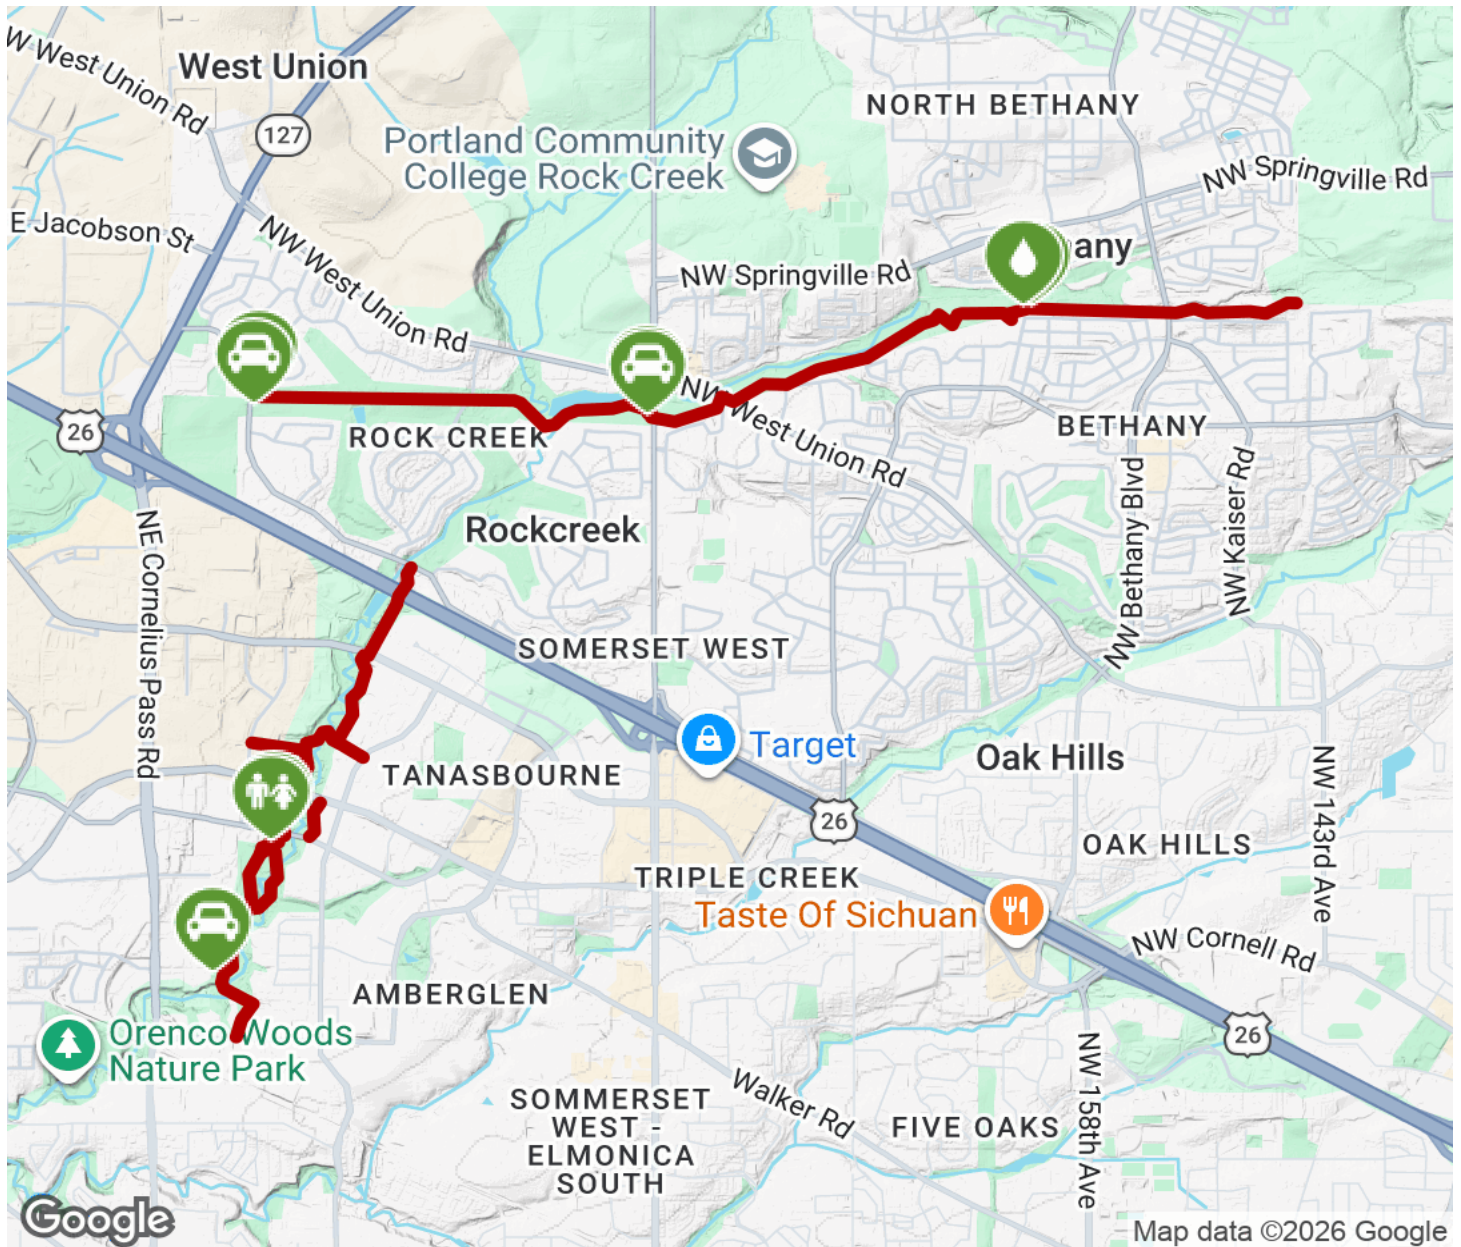 W West Union Rd
West Union
127
NORTH BETHANY
Portland Community
College Rock Creek
NW Springville Rd
E Jacobson St
NW West Union Rd
NW Springville Rd
any
26
NW West Union Rd
ROCK CREEK
BETHANY
NE Cornelius Pass Rd
Rockcreek
NW Bethany Blvd
NW Kaiser Rd
SOMERSET WEST
Target
Oak Hills
TANASBOURNE
NW 143rd Ave
26
OAK HILLS
TRIPLE CREEK
Taste Of Sichuan
NW Cornell Rd
AMBERGLEN
Orenco Woods
Nature Park
26
NW 158th Ave
Walker Rd
SOMMERSET
WEST -
ELMONICA
SOUTH
FIVE OAKS
Google
Map data ©2026 Google